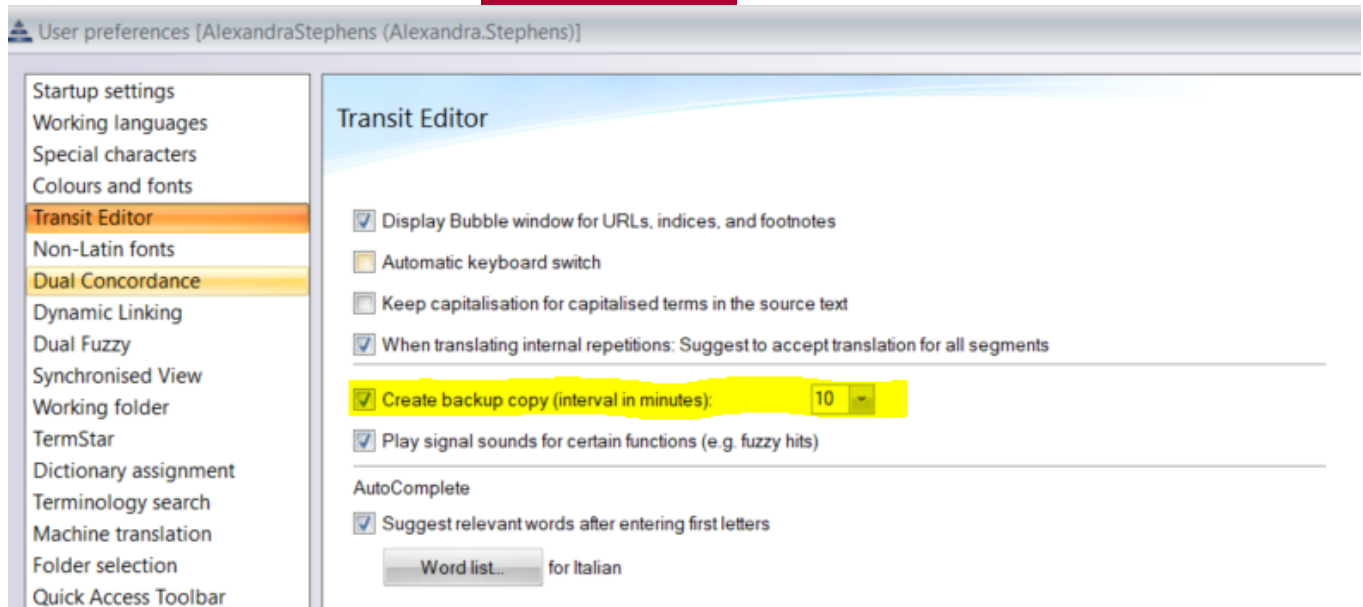 User preferences [AlexandraStephens (Alexandra.Stephens)]
Startup settings
Working languages
Special characters
Colours and fonts
Transit Editor
Non-Latin fonts
Dual Concordance
Dynamic Linking
Dual Fuzzy
Synchronised View
Working folder
TermStar
Dictionary assignment
Terminology search
Machine translation
Folder selection
Quick Access Toolbar
Transit Editor
Display Bubble window for URLs, indices, and footnotes
Automatic keyboard switch
Keep capitalisation for capitalised terms in the source text
When translating internal repetitions: Suggest to accept translation for all segments
Create backup copy (interval in minutes): 10
Play signal sounds for certain functions (e.g. fuzzy hits)
AutoComplete
Suggest relevant words after entering first letters
Word list... for Italian